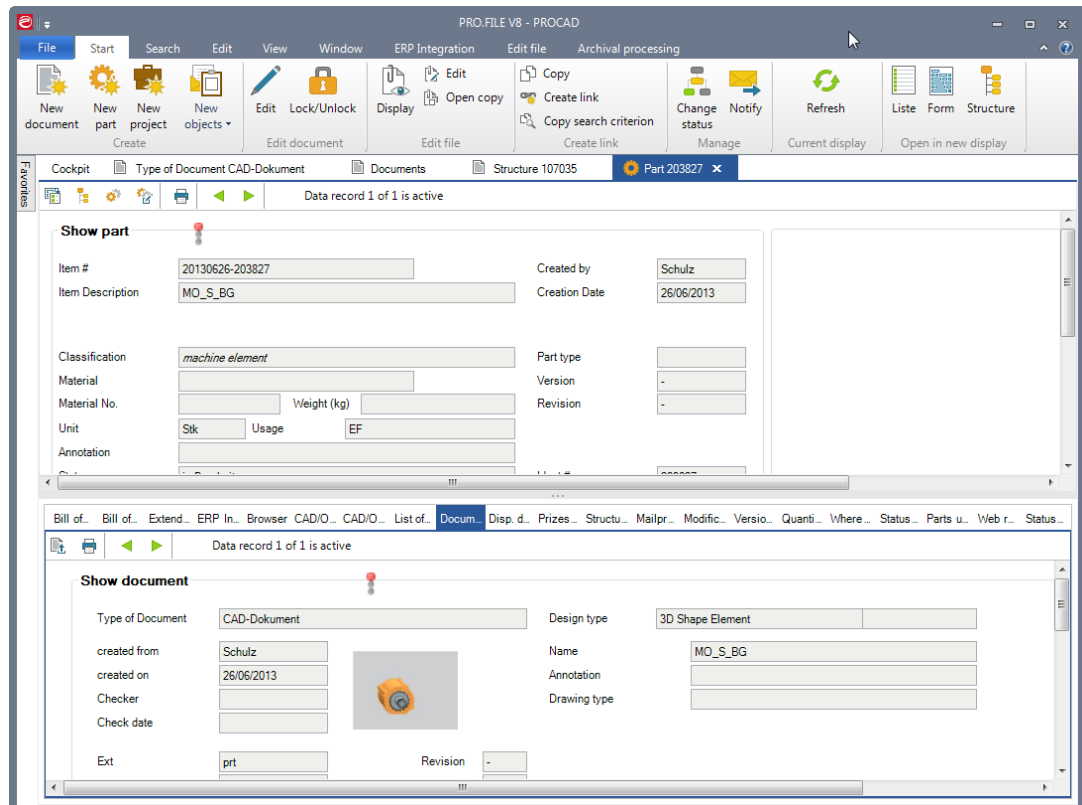 PRO.FILE V8 - PROCAD
File Start Search Edit View Window ERP Integration Edit file Archival processing
New document
New part
New project
New objects
Edit
Lock/Unlock
Display
Edit
Open copy
Copy
Create link
Copy search criterion
Change status
Notify
Refresh
Liste
Form
Structure
Create Edit document Edit file Create link Manage Current display Open in new display
Favorites
Cockpit Type of Document CAD-Dokument Documents Structure 107035 Part 203827
Data record 1 of 1 is active
Show part
Item # 20130626-203827 Created by Schulz
Item Description MO_S_BG Creation Date 26/06/2013
Classification machine element Part type
Material Version -
Material No. Weight (kg) Revision -
Unit Stk Usage EF
Annotation
Bill of... Bill of... Extend... ERP In... Browser CAD/O... CAD/O... List of... Docum... Disp. d... Prizes... Structu... Mailpr... Modific... Versio... Quanti... Where... Status... Parts u... Web r... Status...
Data record 1 of 1 is active
Show document
Type of Document CAD-Dokument Design type 3D Shape Element
created from Schulz Name MO_S_BG
created on 26/06/2013 Annotation
Checker Drawing type
Check date
Ext prt Revision -